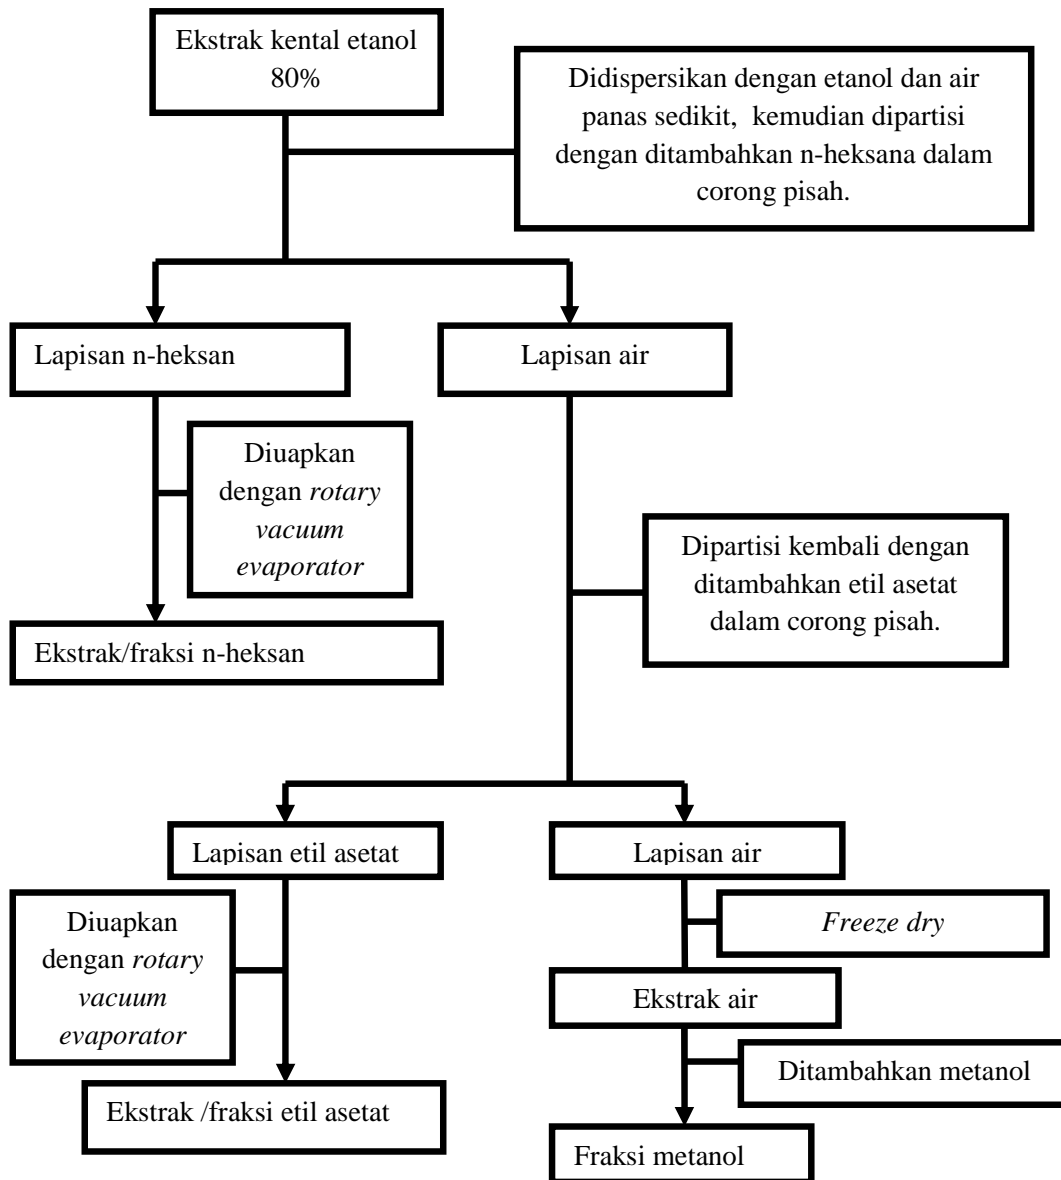 Ekstrak kental etanol
80%
Didispersikan dengan etanol dan air
panas sedikit, kemudian dipartisi
dengan ditambahkan n-heksana dalam
corong pisah.
Lapisan n-heksan
Lapisan air
Diuapkan
dengan rotary
vacuum
evaporator
Dipartisi kembali dengan
ditambahkan etil asetat
dalam corong pisah.
Ekstrak/fraksi n-heksan
Lapisan etil asetat
Lapisan air
Diuapkan
dengan rotary
vacuum
evaporator
Freeze dry
Ekstrak air
Ditambahkan metanol
Ekstrak /fraksi etil asetat
Fraksi metanol